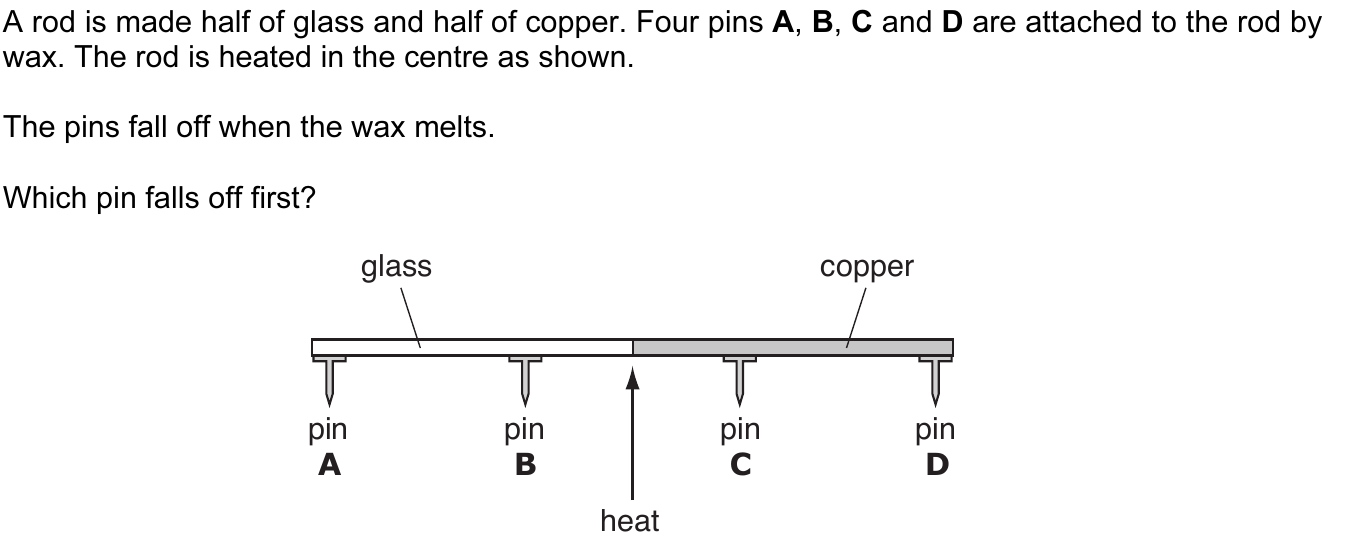 A rod is made half of glass and half of copper. Four pins A, B, C and D are attached to the rod by
wax. The rod is heated in the centre as shown.
The pins fall off when the wax melts.
Which pin falls off first?
glass
copper
pin
A
pin
B
pin
C
pin
D
heat